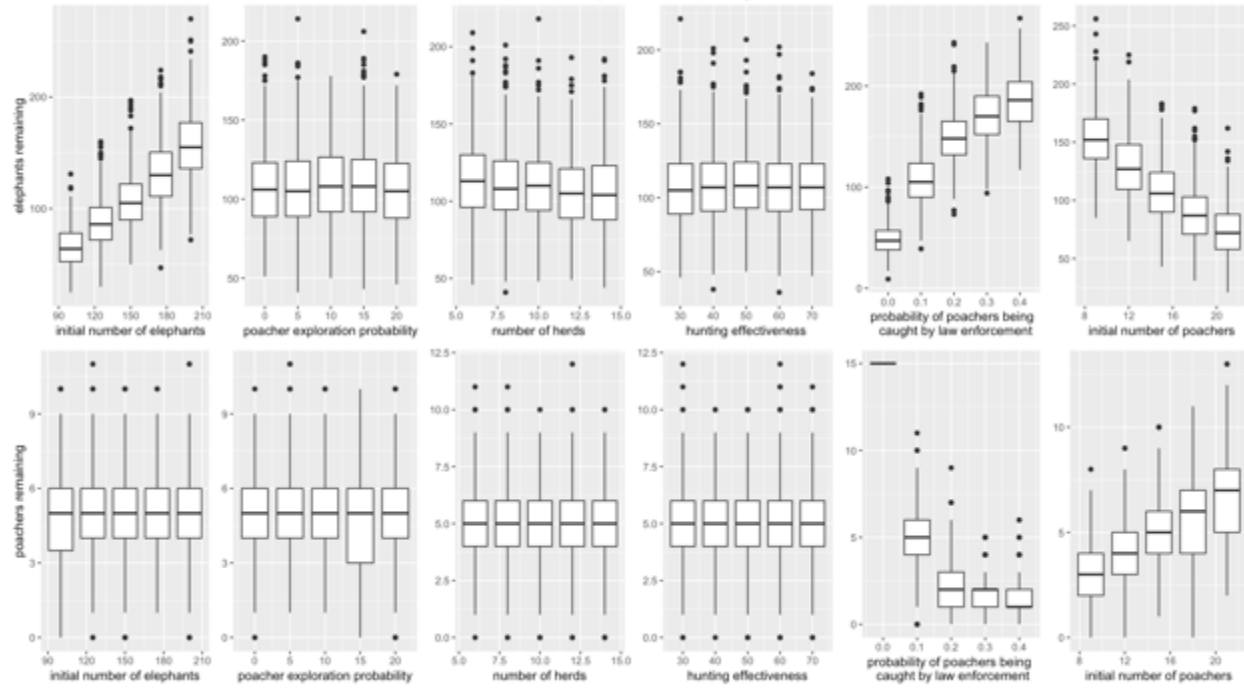 elephants remaining
200
100
90 120 150 180 210
initial number of elephants
200
150
100
50
0 5 10 15 20
poacher exploration probability
200
150
100
50
5.0 7.5 10.0 12.5 15.0
number of herds
200
150
100
50
30 40 50 60 70
hunting effectiveness
200
100
0
0.0 0.1 0.2 0.3 0.4
probability of poachers being
caught by law enforcement
250
200
150
100
50
8 12 16 20
initial number of poachers
poachers remaining
9
6
3
0
90 120 150 180 210
initial number of elephants
9
6
3
0
0 5 10 15 20
poacher exploration probability
12.5
10.0
7.5
5.0
2.5
0.0
5.0 7.5 10.0 12.5 15.0
number of herds
12.5
10.0
7.5
5.0
2.5
0.0
30 40 50 60 70
hunting effectiveness
15
10
5
0
0.0 0.1 0.2 0.3 0.4
probability of poachers being
caught by law enforcement
10
5
0
8 12 16 20
initial number of poachers